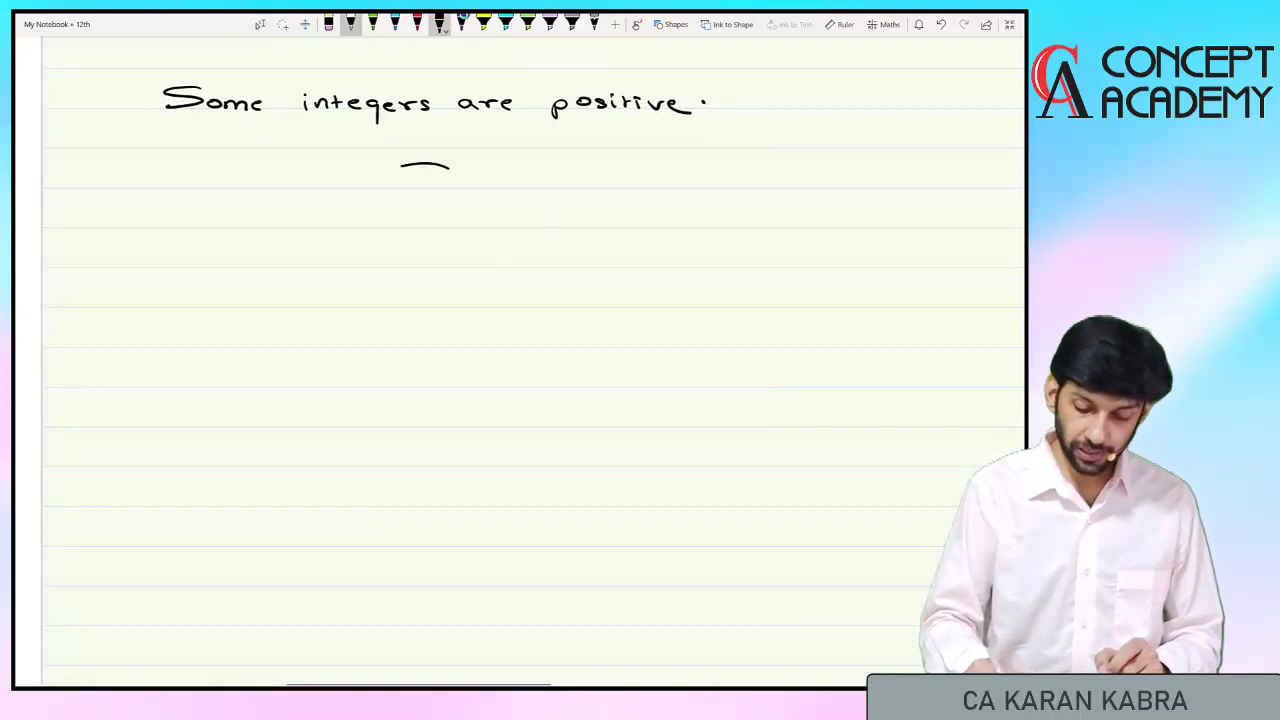 My Notebook » 12th
Shapes
Ink to Shape
Ink to Text
Ruler
Maths
Some integers are positive.
CONCEPT
ACADEMY
CA
CA KARAN KABRA